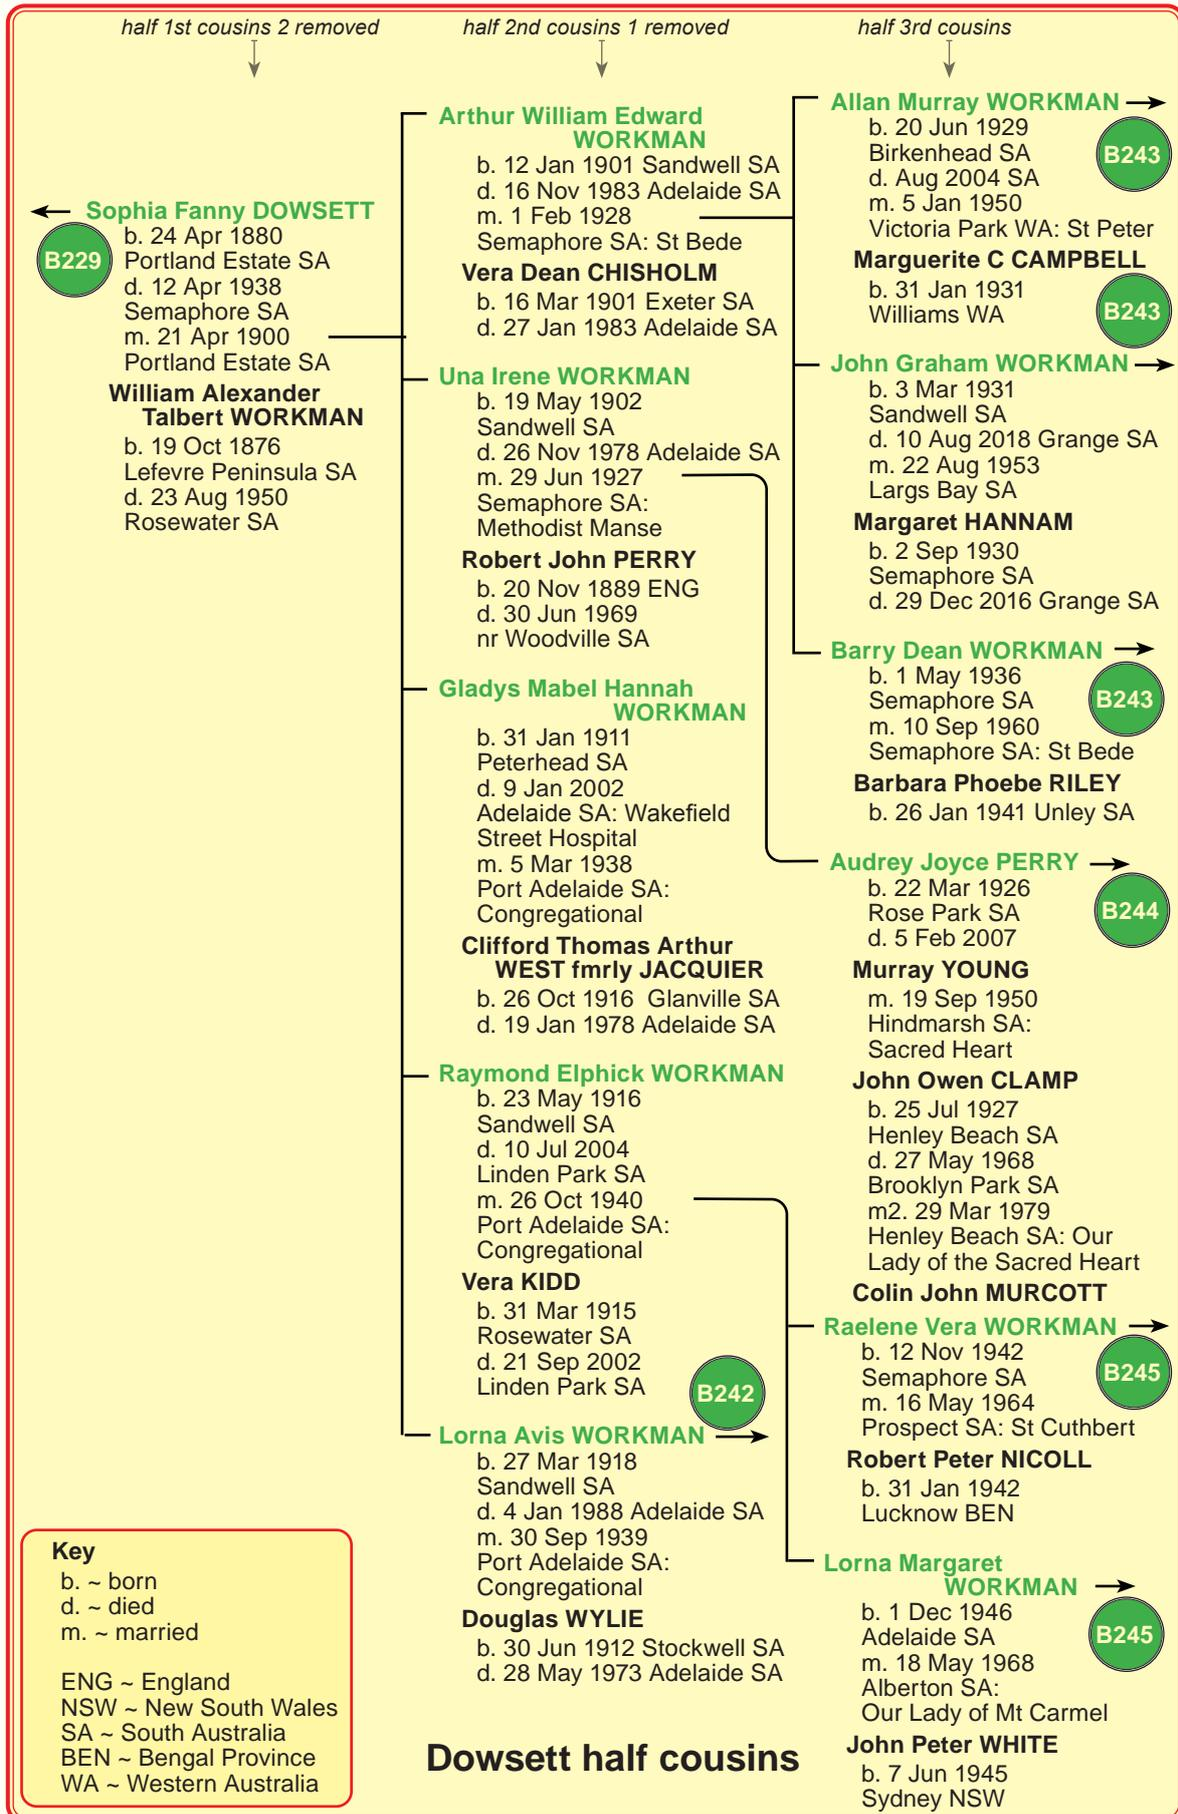 half 1st cousins 2 removed
half 2nd cousins 1 removed
half 3rd cousins
Sophia Fanny DOWSETT
B229
b. 24 Apr 1880
Portland Estate SA
d. 12 Apr 1938
Semaphore SA
m. 21 Apr 1900
Portland Estate SA
William Alexander
Talbert WORKMAN
b. 19 Oct 1876
Lefevre Peninsula SA
d. 23 Aug 1950
Rosewater SA
Arthur William Edward
WORKMAN
b. 12 Jan 1901 Sandwell SA
d. 16 Nov 1983 Adelaide SA
m. 1 Feb 1928
Semaphore SA: St Bede
Vera Dean CHISHOLM
b. 16 Mar 1901 Exeter SA
d. 27 Jan 1983 Adelaide SA
Una Irene WORKMAN
b. 19 May 1902
Sandwell SA
d. 26 Nov 1978 Adelaide SA
m. 29 Jun 1927
Semaphore SA:
Methodist Manse
Robert John PERRY
b. 20 Nov 1889 ENG
d. 30 Jun 1969
nr Woodville SA
Gladys Mabel Hannah
WORKMAN
b. 31 Jan 1911
Peterhead SA
d. 9 Jan 2002
Adelaide SA: Wakefield
Street Hospital
m. 5 Mar 1938
Port Adelaide SA:
Congregational
Clifford Thomas Arthur
WEST fmrly JACQUIER
b. 26 Oct 1916 Glanville SA
d. 19 Jan 1978 Adelaide SA
Raymond Elphick WORKMAN
b. 23 May 1916
Sandwell SA
d. 10 Jul 2004
Linden Park SA
m. 26 Oct 1940
Port Adelaide SA:
Congregational
Vera KIDD
b. 31 Mar 1915
Rosewater SA
d. 21 Sep 2002
Linden Park SA
B242
Lorna Avis WORKMAN
b. 27 Mar 1918
Sandwell SA
d. 4 Jan 1988 Adelaide SA
m. 30 Sep 1939
Port Adelaide SA:
Congregational
Douglas WYLIE
b. 30 Jun 1912 Stockwell SA
d. 28 May 1973 Adelaide SA
Allan Murray WORKMAN
B243
b. 20 Jun 1929
Birkenhead SA
d. Aug 2004 SA
m. 5 Jan 1950
Victoria Park WA: St Peter
Marguerite C CAMPBELL
b. 31 Jan 1931
Williams WA
B243
John Graham WORKMAN
b. 3 Mar 1931
Sandwell SA
d. 10 Aug 2018 Grange SA
m. 22 Aug 1953
Largs Bay SA
Margaret HANNAM
b. 2 Sep 1930
Semaphore SA
d. 29 Dec 2016 Grange SA
Barry Dean WORKMAN
B243
b. 1 May 1936
Semaphore SA
m. 10 Sep 1960
Semaphore SA: St Bede
Barbara Phoebe RILEY
b. 26 Jan 1941 Unley SA
Audrey Joyce PERRY
B244
b. 22 Mar 1926
Rose Park SA
d. 5 Feb 2007
Murray YOUNG
m. 19 Sep 1950
Hindmarsh SA:
Sacred Heart
John Owen CLAMP
b. 25 Jul 1927
Henley Beach SA
d. 27 May 1968
Brooklyn Park SA
m2. 29 Mar 1979
Henley Beach SA: Our
Lady of the Sacred Heart
Colin John MURCOTT
Raelene Vera WORKMAN
B245
b. 12 Nov 1942
Semaphore SA
m. 16 May 1964
Prospect SA: St Cuthbert
Robert Peter NICOLL
b. 31 Jan 1942
Lucknow BEN
Lorna Margaret
WORKMAN
B245
b. 1 Dec 1946
Adelaide SA
m. 18 May 1968
Alberton SA:
Our Lady of Mt Carmel
John Peter WHITE
b. 7 Jun 1945
Sydney NSW
Key
b. ~ born
d. ~ died
m. ~ married
ENG ~ England
NSW ~ New South Wales
SA ~ South Australia
BEN ~ Bengal Province
WA ~ Western Australia
Dowsett half cousins